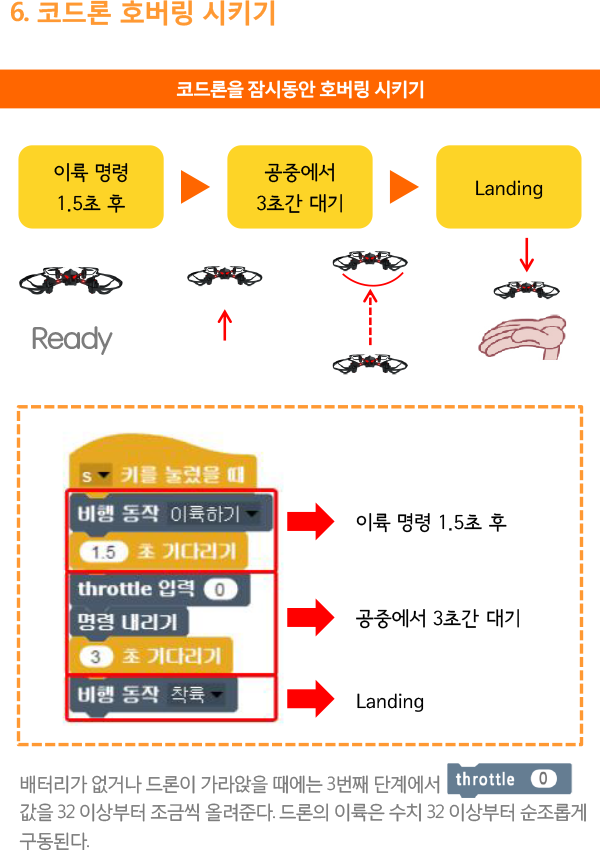 6. 코드론 호버링 시키기
코드론을 잠시동안 호버링 시키기
이륙 명령
1.5초 후
공중에서
3초간 대기
Landing
Ready
s 키를 눌렀을 때
비행 동작 이륙하기
1.5 초 기다리기
이륙 명령 1.5초 후
throttle 입력 0
명령 내리기
3 초 기다리기
공중에서 3초간 대기
비행 동작 착륙
Landing
배터리가 없거나 드론이 가라앉을 때에는 3번째 단계에서 throttle 0
값을 32 이상부터 조금씩 올려준다. 드론의 이륙은 수치 32 이상부터 순조롭게
구동된다.